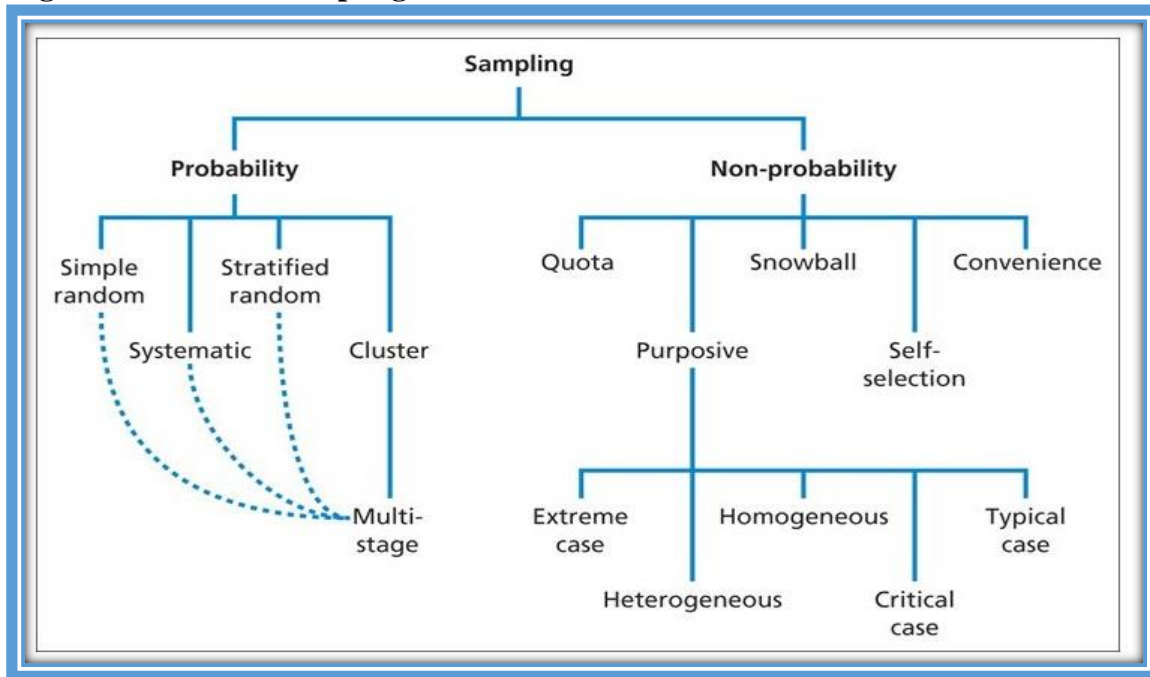 Sampling
Probability
Non-probability
Simple
random
Stratified
random
Quota
Snowball
Convenience
Systematic
Cluster
Purposive
Self-
selection
Multi-
stage
Extreme
case
Homogeneous
Typical
case
Heterogeneous
Critical
case